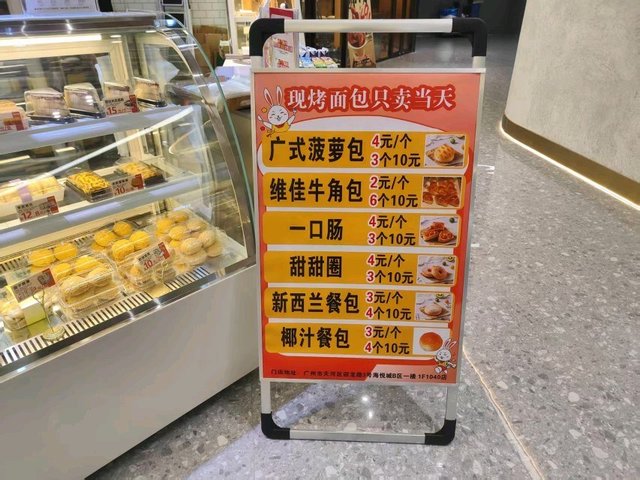 现烤面包只卖当天
广式菠萝包 4元/个 3个10元
维佳牛角包 2元/个 6个10元
一口肠 4元/个 3个10元
甜甜圈 4元/个 3个10元
新西兰餐包 3元/个 4个10元
椰汁餐包 3元/个 4个10元